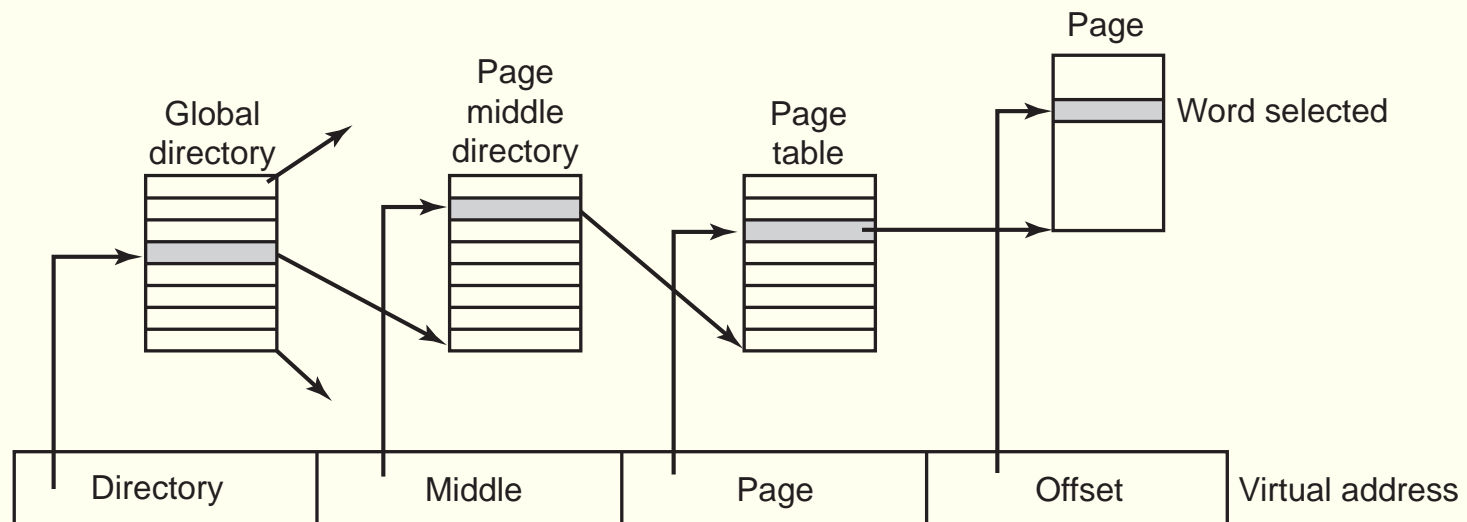 Page
Word selected
Page
middle
directory
Global
directory
Page
table
Directory
Middle
Page
Offset
Virtual address